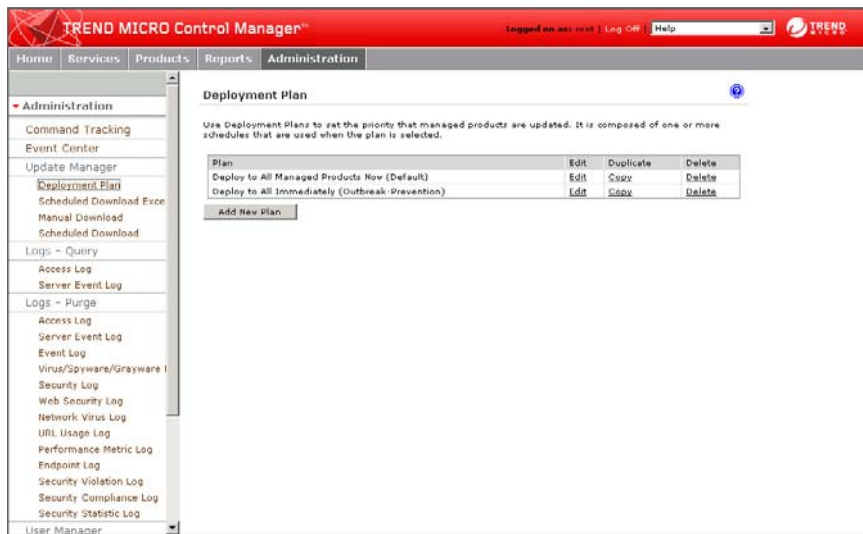 TREND MICRO Control Manager™
Logged on as: root | Log Off | Help
TREND
Home Services Products Reports Administration
Administration
Command Tracking
Event Center
Update Manager
Deployment Plan
Scheduled Download Exce
Manual Download
Scheduled Download
Logs - Query
Access Log
Server Event Log
Logs - Purge
Access Log
Server Event Log
Event Log
Virus/Spyware/Grayware
Security Log
Web Security Log
Network Virus Log
URL Usage Log
Performance Metric Log
Endpoint Log
Security Violation Log
Security Compliance Log
Security Statistic Log
User Manager
Deployment Plan
Use Deployment Plans to set the priority that managed products are updated. It is composed of one or more
schedules that are used when the plan is selected.
Plan Edit Duplicate Delete
Deploy to All Managed Products Now (Default) Edit Copy Delete
Deploy to All Immediately (Outbreak-Prevention) Edit Copy Delete
Add New Plan